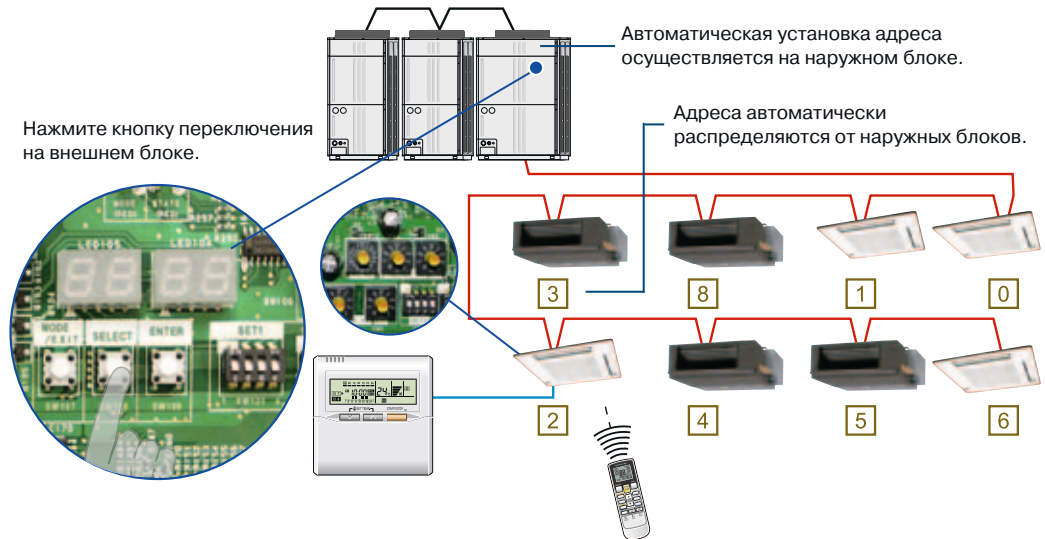 Автоматическая установка адреса
осуществляется на наружном блоке.
Адреса автоматически
распределяются от наружных блоков.
Нажмите кнопку переключения
на внешнем блоке.
LED105
LED104
MODE
/EXIT
SELECT
ENTER
SET1
3
8
1
0
2
4
5
6